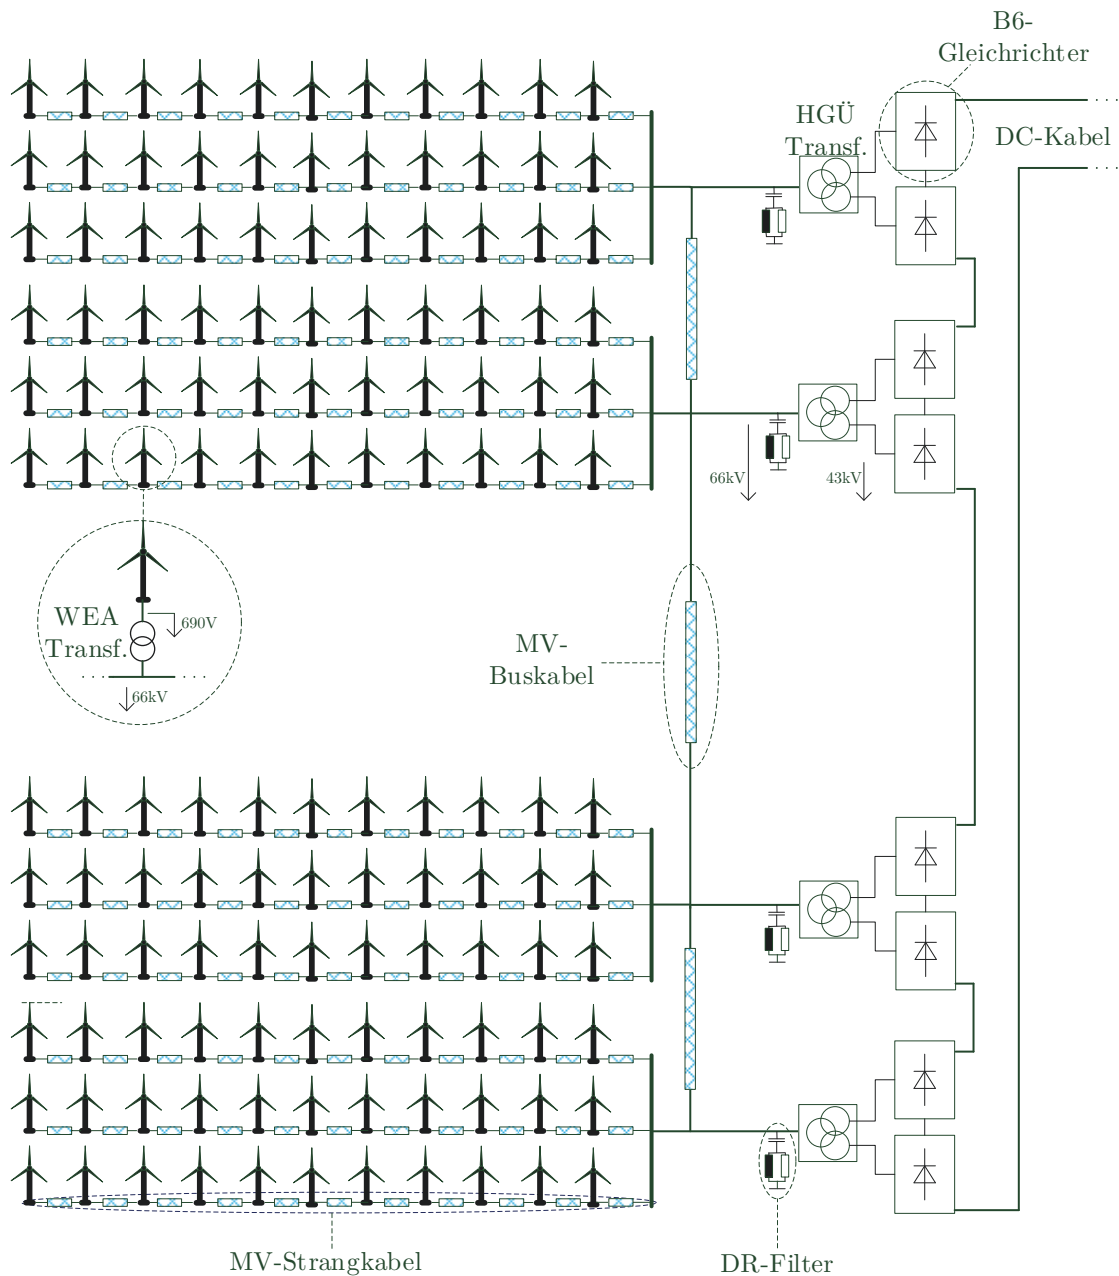 B6-
Gleichrichter
HGÜ
Transf.
DC-Kabel
66kV
43kV
WEA
Transf.
690V
66kV
MV-
Buskabel
MV-Strangkabel
DR-Filter